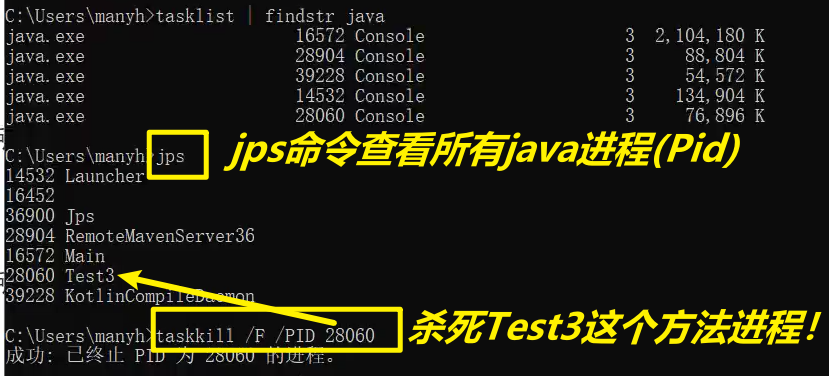 C:\Users\manyh>tasklist | findstr java
java.exe 16572 Console 3 2,104,180 K
java.exe 28904 Console 3 88,804 K
java.exe 39228 Console 3 54,572 K
java.exe 14532 Console 3 134,904 K
java.exe 28060 Console 3 76,896 K
C:\Users\manyh>jps
jps命令查看所有java进程(Pid)
14532 Launcher
16452
36900 Jps
28904 RemoteMavenServer36
16572 Main
28060 Test3
39228 KotlinCompileDaemon
C:\Users\manyh>taskkill /F /PID 28060
杀死Test3这个方法进程!
成功: 已终止 PID 为 28060 的进程。